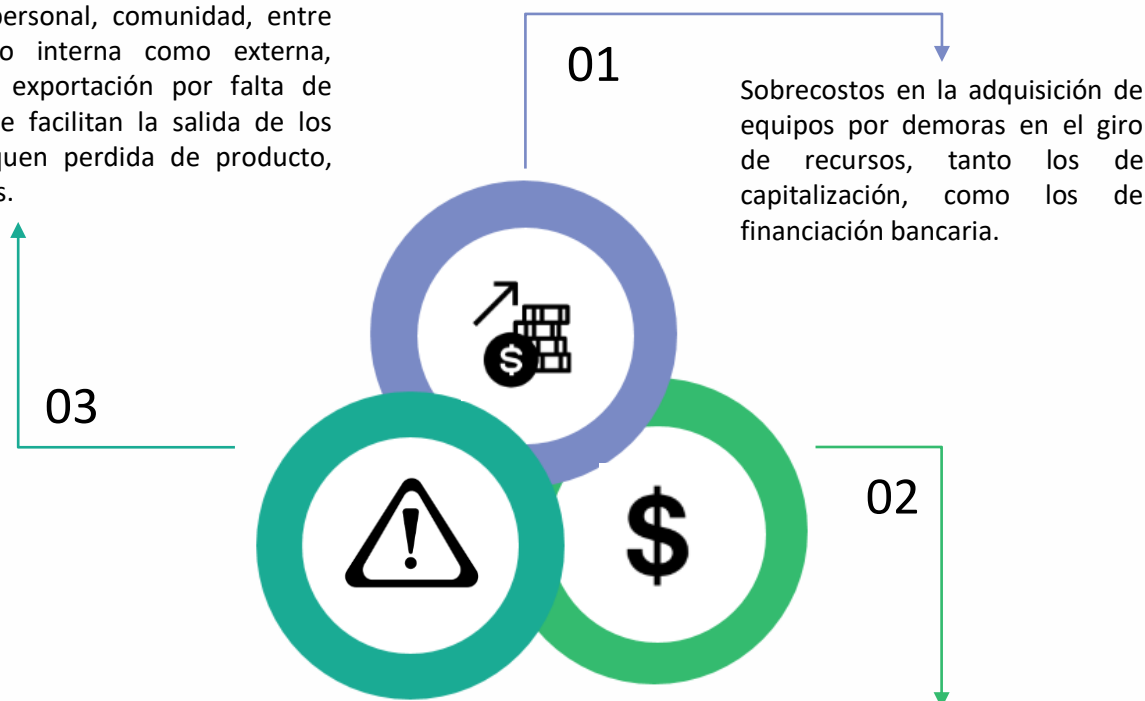 personal, comunidad, entre
o interna como externa,
exportación por falta de
e facilitan la salida de los
quen perdida de producto,
s.
01
Sobrecostos en la adquisición de
equipos por demoras en el giro
de recursos, tanto los de
capitalización, como los de
financiación bancaria.
03
02
$
$
!